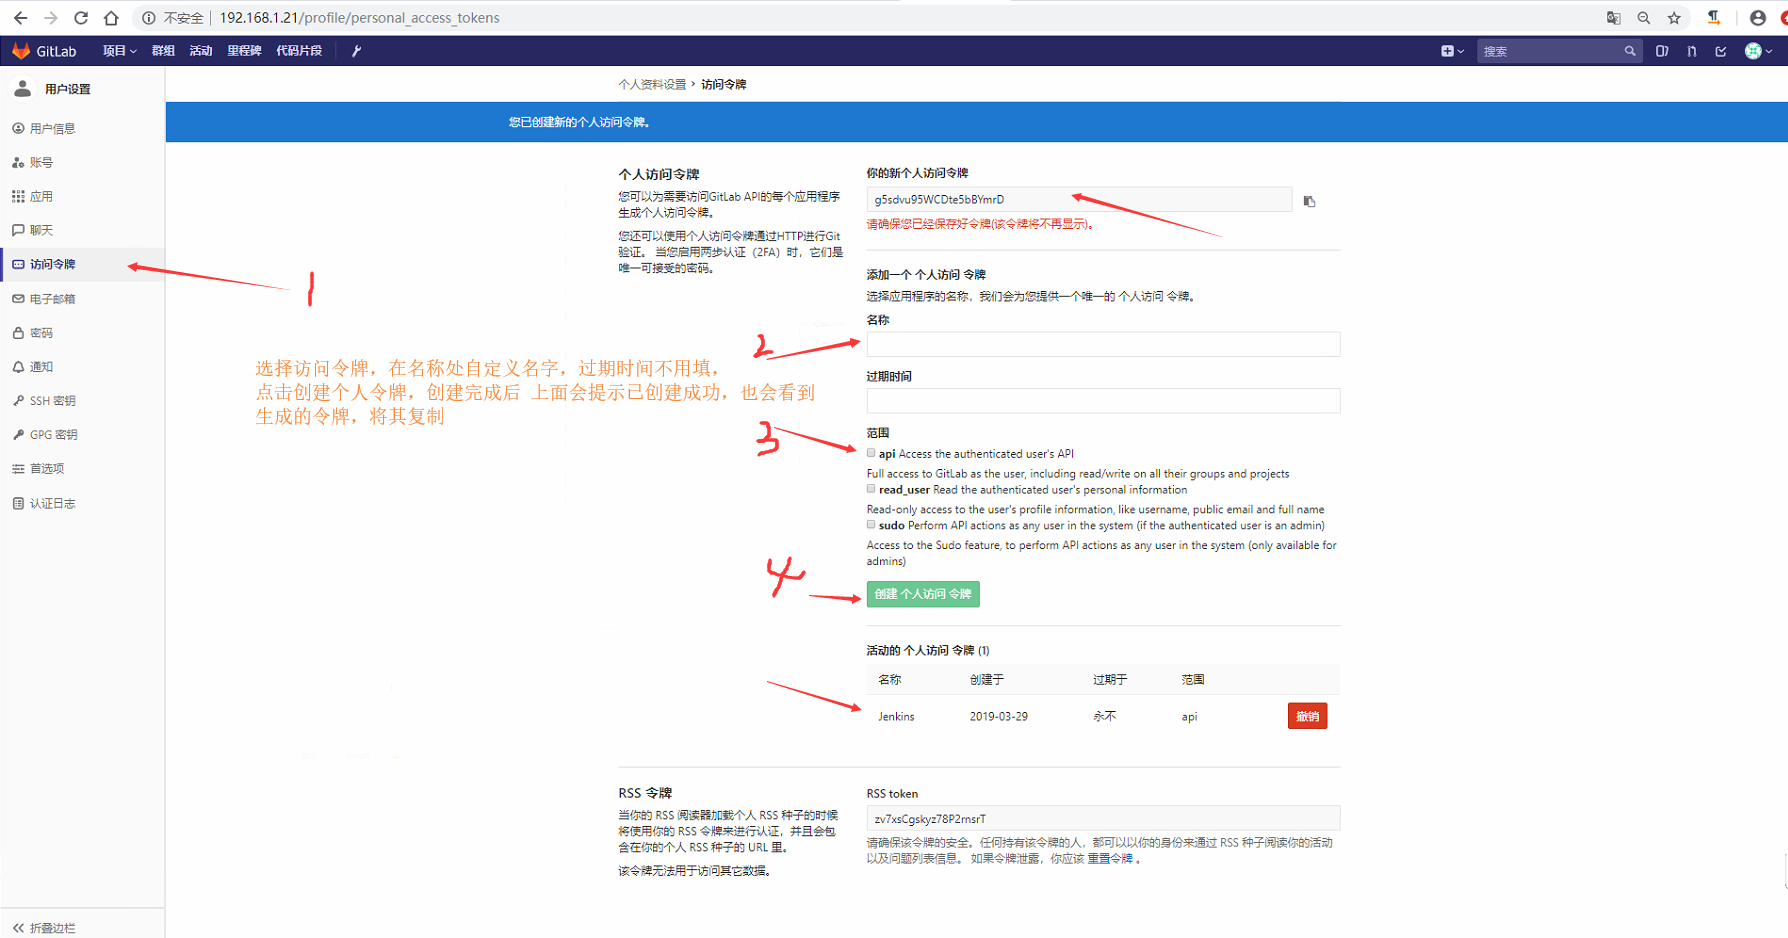 不安全 192.168.1.21/profile/personal_access_tokens
GitLab 项目 群组 活动 里程碑 代码片段 搜索
用户设置
用户信息
账号
应用
聊天
访问令牌
电子邮箱
密码
通知
SSH 密钥
GPG 密钥
首选项
认证日志
折叠边栏
个人资料设置 › 访问令牌
您已创建新的个人访问令牌。
个人访问令牌
您可以为需要访问GitLab API的每个应用程序
生成个人访问令牌。
您还可以使用个人访问令牌通过HTTP进行Git
验证。 当您启用两步认证（2FA）时，它们是
唯一可接受的密码。
你的新个人访问令牌
g5sdvu95WCDte5bBYmrD
请确保您已经保存好令牌(该令牌将不再显示)。
添加一个 个人访问 令牌
选择应用程序的名称，我们会为您提供一个唯一的 个人访问 令牌。
名称
过期时间
范围
api Access the authenticated user's API
Full access to GitLab as the user, including read/write on all their groups and projects
read_user Read the authenticated user's personal information
Read-only access to the user's profile information, like username, public email and full name
sudo Perform API actions as any user in the system (if the authenticated user is an admin)
Access to the Sudo feature, to perform API actions as any user in the system (only available for
admins)
创建 个人访问 令牌
1
2
3
4
选择访问令牌，在名称处自定义名字，过期时间不用填，
点击创建个人令牌，创建完成后 上面会提示已创建成功，也会看到
生成的令牌，将其复制
活动的 个人访问 令牌 (1)
名称 创建于 过期于 范围
Jenkins 2019-03-29 永不 api 撤销
RSS 令牌
当你的 RSS 阅读器加载个人 RSS 种子的时候
将使用你的 RSS 令牌来进行认证，并且会包
含在你的个人 RSS 种子的 URL 里。
该令牌无法用于访问其它数据。
RSS token
zv7xsCgskyz78P2msrT
请确保该令牌的安全。任何持有该令牌的人，都可以以你的身份来通过 RSS 种子阅读你的活动
以及问题列表信息。 如果令牌泄露，你应该 重置令牌 。